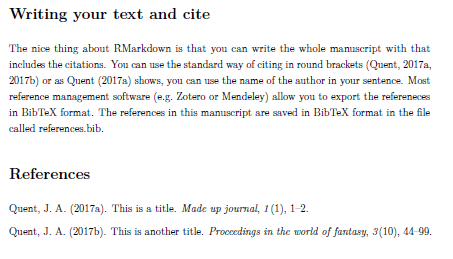 Writing your text and cite
The nice thing about RMarkdown is that you can write the whole manuscript with that
includes the citations. You can use the standard way of citing in round brackets (Quent, 2017a,
2017b) or as Quent (2017a) shows, you can use the name of the author in your sentence. Most
reference management software (e.g. Zotero or Mendeley) allow you to export the refereneces
in BibTeX format. The references in this manuscript are saved in BibTeX format in the file
called references.bib.
References
Quent, J. A. (2017a). This is a title. Made up journal, 1(1), 1–2.
Quent, J. A. (2017b). This is another title. Proceedings in the world of fantasy, 3(10), 44–99.